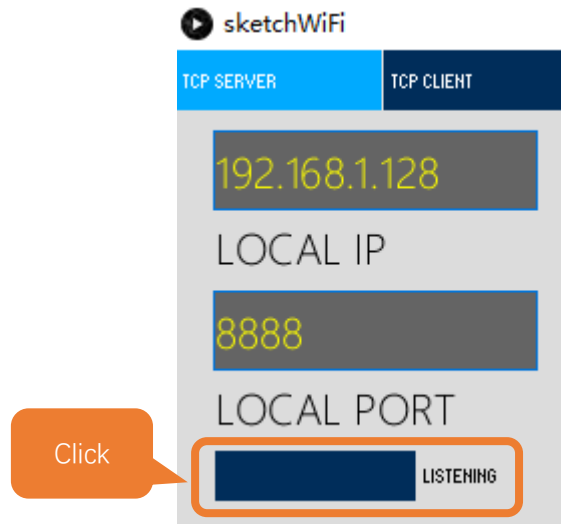 sketchWiFi
TCP SERVER TCP CLIENT
192.168.1.128
LOCAL IP
8888
LOCAL PORT
Click
LISTENING